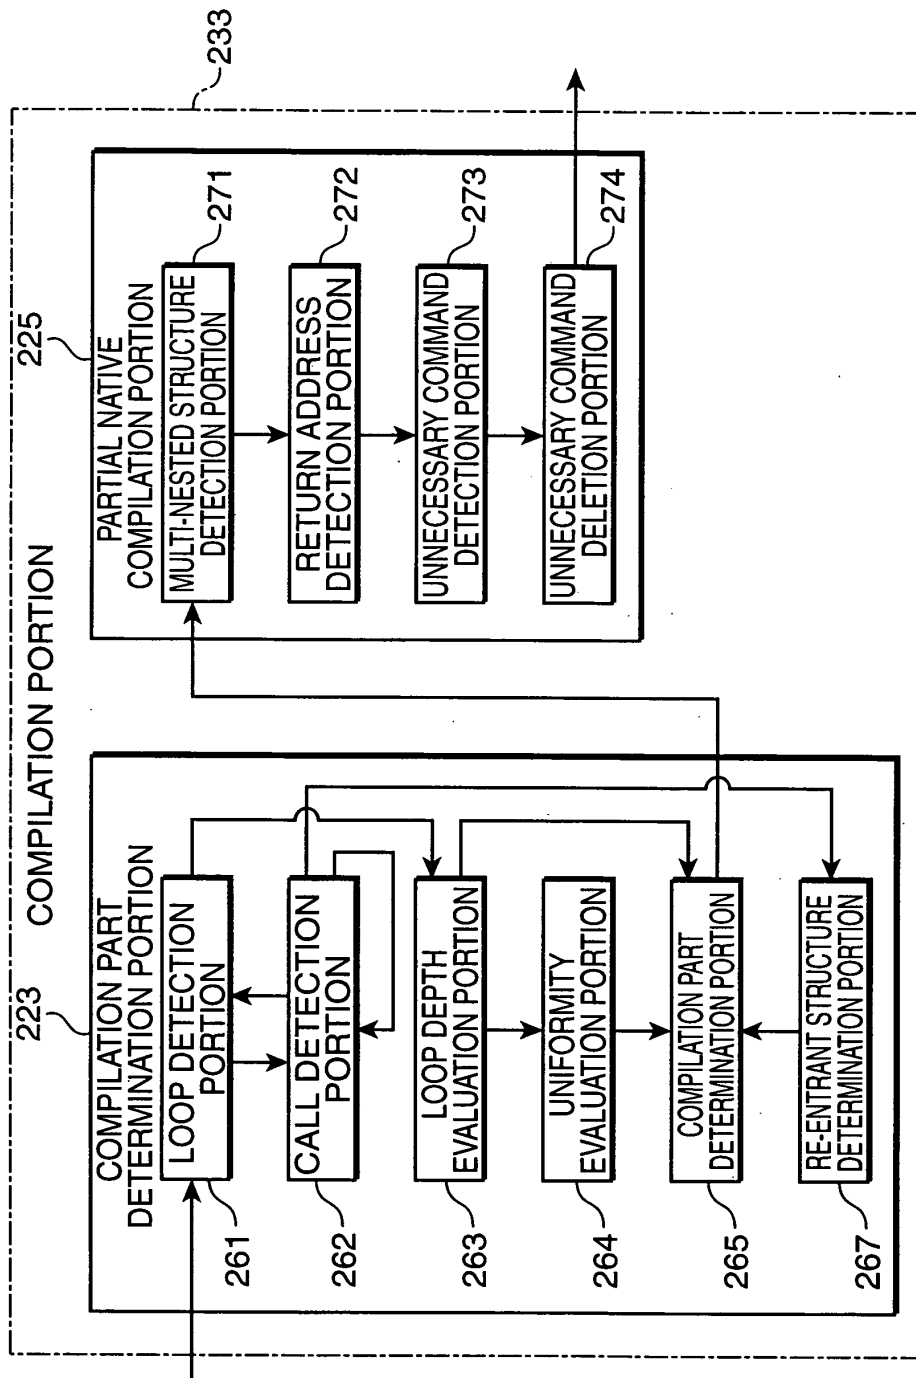 COMPILATION PORTION
233
223
COMPILATION PART
DETERMINATION PORTION
LOOP DETECTION
PORTION
261
CALL DETECTION
PORTION
262
LOOP DEPTH
EVALUATION PORTION
263
UNIFORMITY
EVALUATION PORTION
264
COMPILATION PART
DETERMINATION PORTION
265
RE-ENTRANT STRUCTURE
DETERMINATION PORTION
267
225
PARTIAL NATIVE
COMPILATION PORTION
MULTI-NESTED STRUCTURE
DETECTION PORTION
271
RETURN ADDRESS
DETECTION PORTION
272
UNNECESSARY COMMAND
DETECTION PORTION
273
UNNECESSARY COMMAND
DELETION PORTION
274